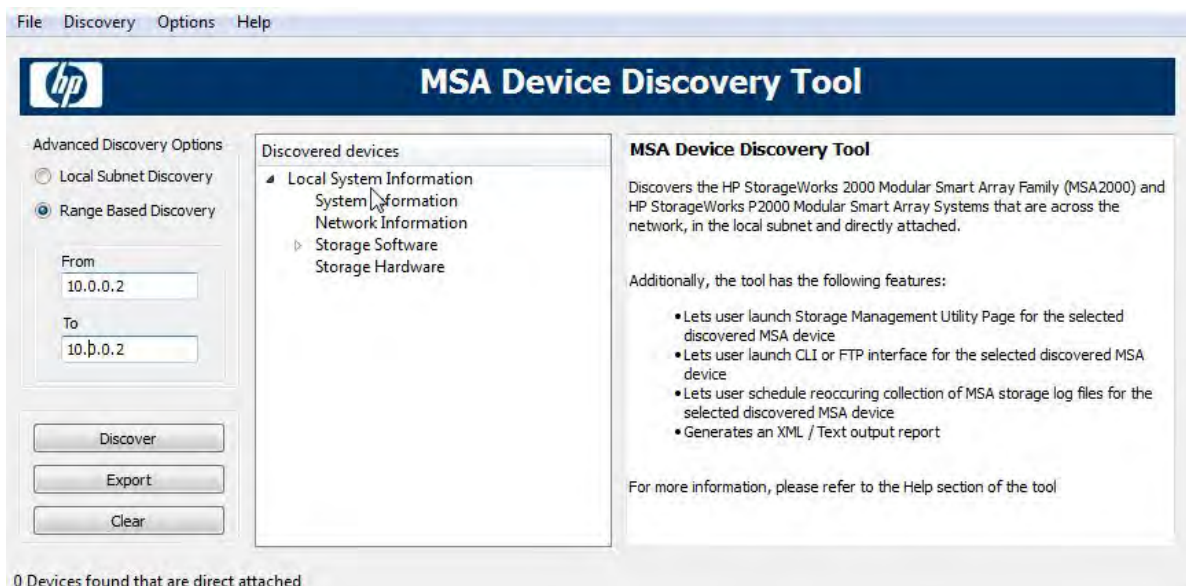 File Discovery Options Help
hp
MSA Device Discovery Tool
Advanced Discovery Options
Local Subnet Discovery
Range Based Discovery
From
10.0.0.2
To
10.0.0.2
Discover
Export
Clear
Discovered devices
Local System Information
System Information
Network Information
Storage Software
Storage Hardware
MSA Device Discovery Tool
Discovers the HP StorageWorks 2000 Modular Smart Array Family (MSA2000) and
HP StorageWorks P2000 Modular Smart Array Systems that are across the
network, in the local subnet and directly attached.
Additionally, the tool has the following features:
•Lets user launch Storage Management Utility Page for the selected
discovered MSA device
•Lets user launch CLI or FTP interface for the selected discovered MSA
device
•Lets user schedule reoccuring collection of MSA storage log files for the
selected discovered MSA device
•Generates an XML / Text output report
For more information, please refer to the Help section of the tool
0 Devices found that are direct attached